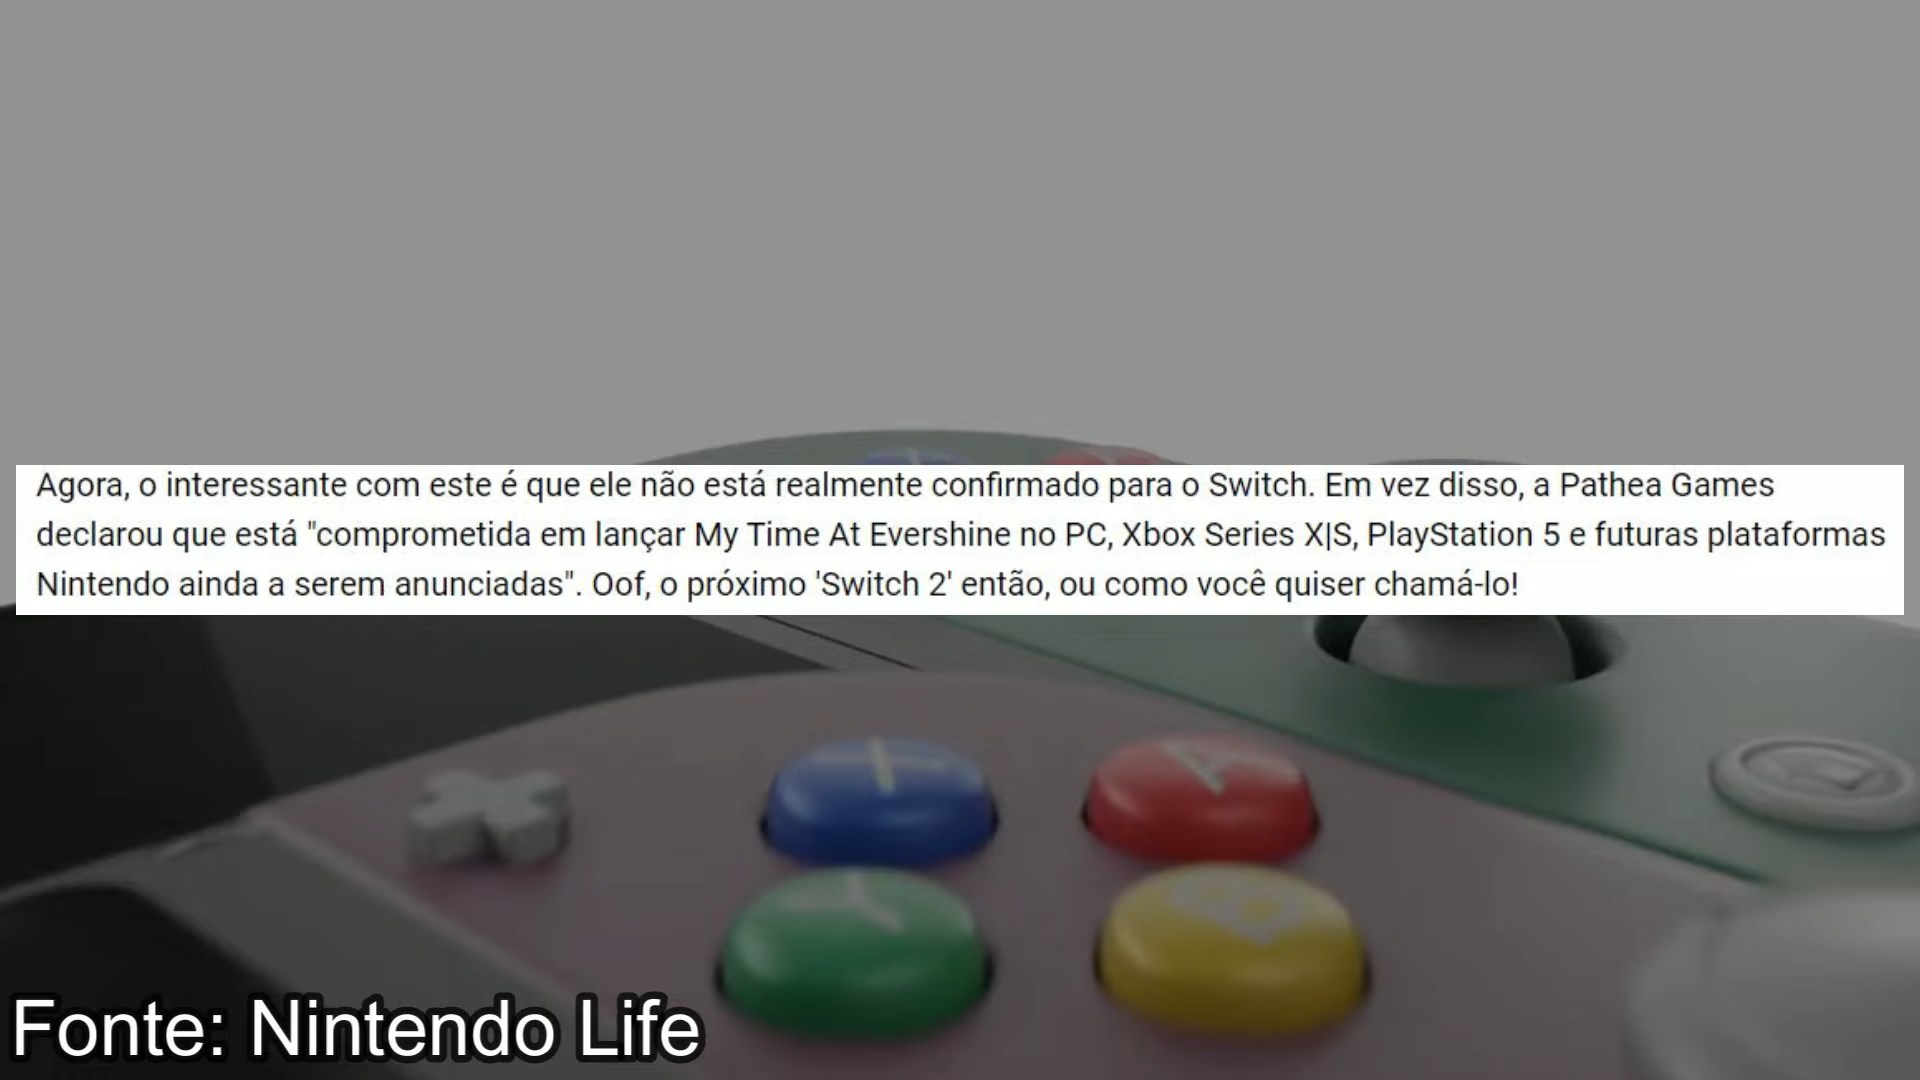 Agora, o interessante com este é que ele não está realmente confirmado para o Switch. Em vez disso, a Pathea Games
declarou que está "comprometida em lançar My Time At Evershine no PC, Xbox Series X|S, PlayStation 5 e futuras plataformas
Nintendo ainda a serem anunciadas". Oof, o próximo 'Switch 2' então, ou como você quiser chamá-lo!
X
A
Y
B
Fonte: Nintendo Life